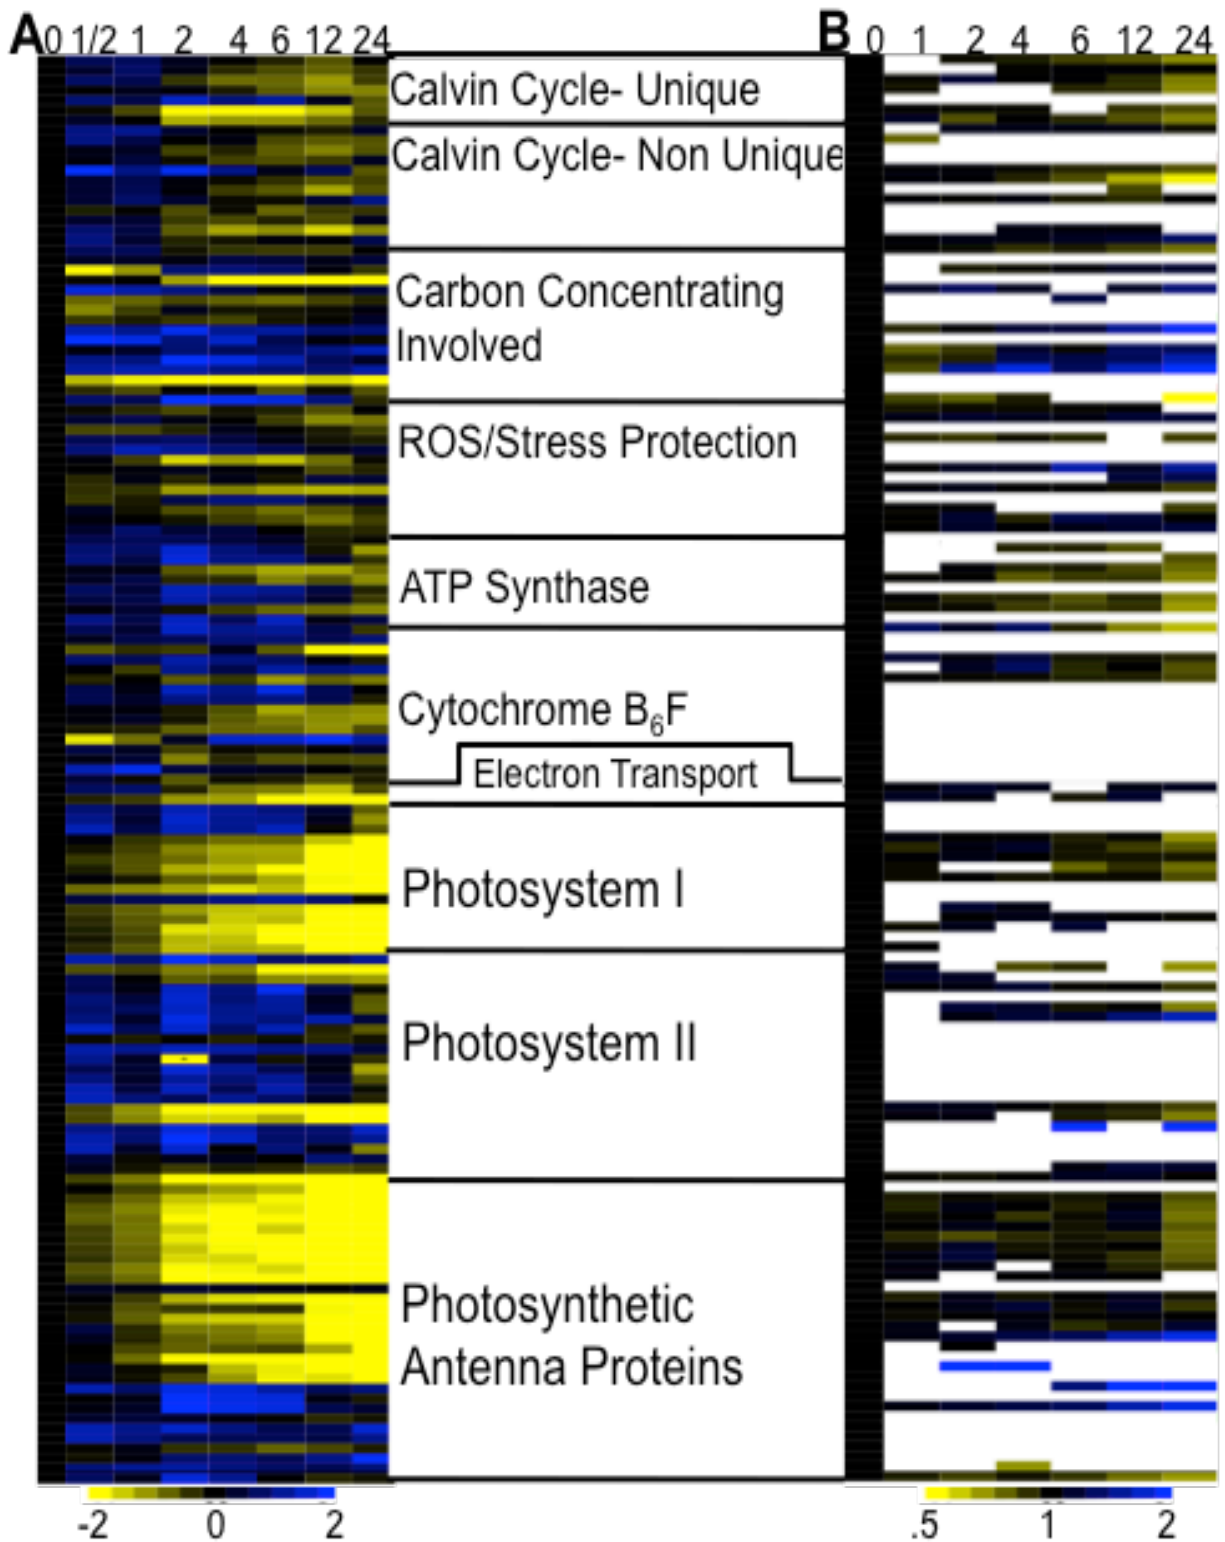 A 0 1/2 1 2 4 6 12 24 B 0 1 2 4 6 12 24
Calvin Cycle- Unique
Calvin Cycle- Non Unique
Carbon Concentrating
Involved
ROS/Stress Protection
ATP Synthase
Cytochrome B₆F
Electron Transport
Photosystem I
Photosystem II
Photosynthetic
Antenna Proteins
-2 0 2 .5 1 2